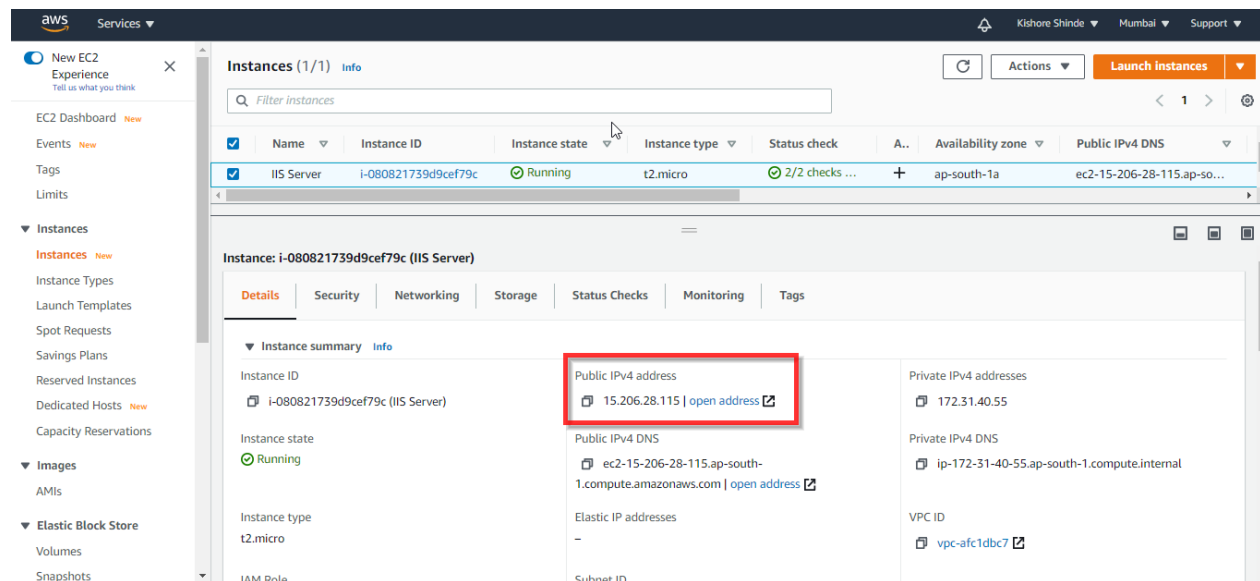 aws Services Kishore Shinde Mumbai Support
New EC2
Experience
Tell us what you think
EC2 Dashboard New
Events New
Tags
Limits
Instances
Instances New
Instance Types
Launch Templates
Spot Requests
Savings Plans
Reserved Instances
Dedicated Hosts New
Capacity Reservations
Images
AMIs
Elastic Block Store
Volumes
Snapshots
Instances (1/1) Info
Actions
Launch instances
Filter instances
1
Name Instance ID Instance state Instance type Status check A.. Availability zone Public IPv4 DNS
IIS Server i-080821739d9cef79c Running t2.micro 2/2 checks ... + ap-south-1a ec2-15-206-28-115.ap-so...
Instance: i-080821739d9cef79c (IIS Server)
Details Security Networking Storage Status Checks Monitoring Tags
Instance summary Info
Instance ID
i-080821739d9cef79c (IIS Server)
Public IPv4 address
15.206.28.115 | open address
Private IPv4 addresses
172.31.40.55
Instance state
Running
Public IPv4 DNS
ec2-15-206-28-115.ap-south-
1.compute.amazonaws.com | open address
Private IPv4 DNS
ip-172-31-40-55.ap-south-1.compute.internal
Instance type
t2.micro
Elastic IP addresses
–
VPC ID
vpc-afc1dbc7
IAM Role
Subnet ID